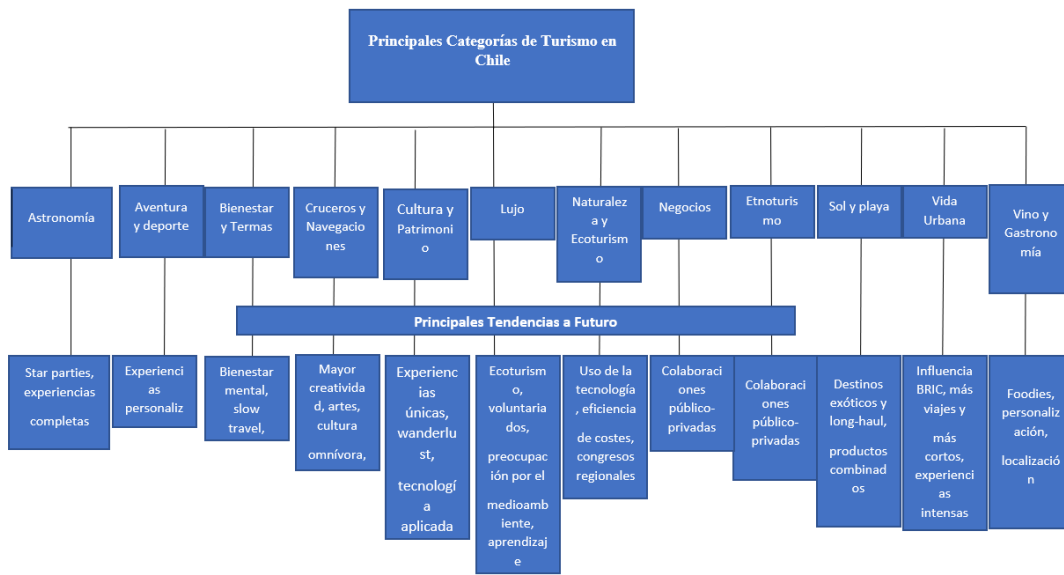 Principales Categorías de Turismo en
Chile
Astronomía
Aventura
y deporte
Bienestar
y Termas
Cruceros y
Navegacio
nes
Cultura y
Patrimoni
o
Lujo
Naturalez
a y
Ecoturism
o
Negocios
Etnoturis
mo
Sol y playa
Vida
Urbana
Vino y
Gastrono
mía
Principales Tendencias a Futuro
Star parties,
experiencias
completas
Experienci
as
personaliz
Bienestar
mental,
slow
travel,
Mayor
creativida
d, artes,
cultura
omnívora,
Experienc
ias
únicas,
wanderlu
st,
tecnologí
a
aplicada
Ecoturism
o,
voluntaria
dos,
preocupac
ión por el
medioamb
iente,
aprendizaj
e
Uso de la
tecnología
, eficiencia
de costes,
congresos
regionales
Colaboraci
ones
público-
privadas
Colaboraci
ones
público-
privadas
Destinos
exóticos y
long-haul,
productos
combinad
os
Influencia
BRIC, más
viajes y
más
cortos,
experienci
as
intensas
Foodies,
personaliz
ación,
localizació
n